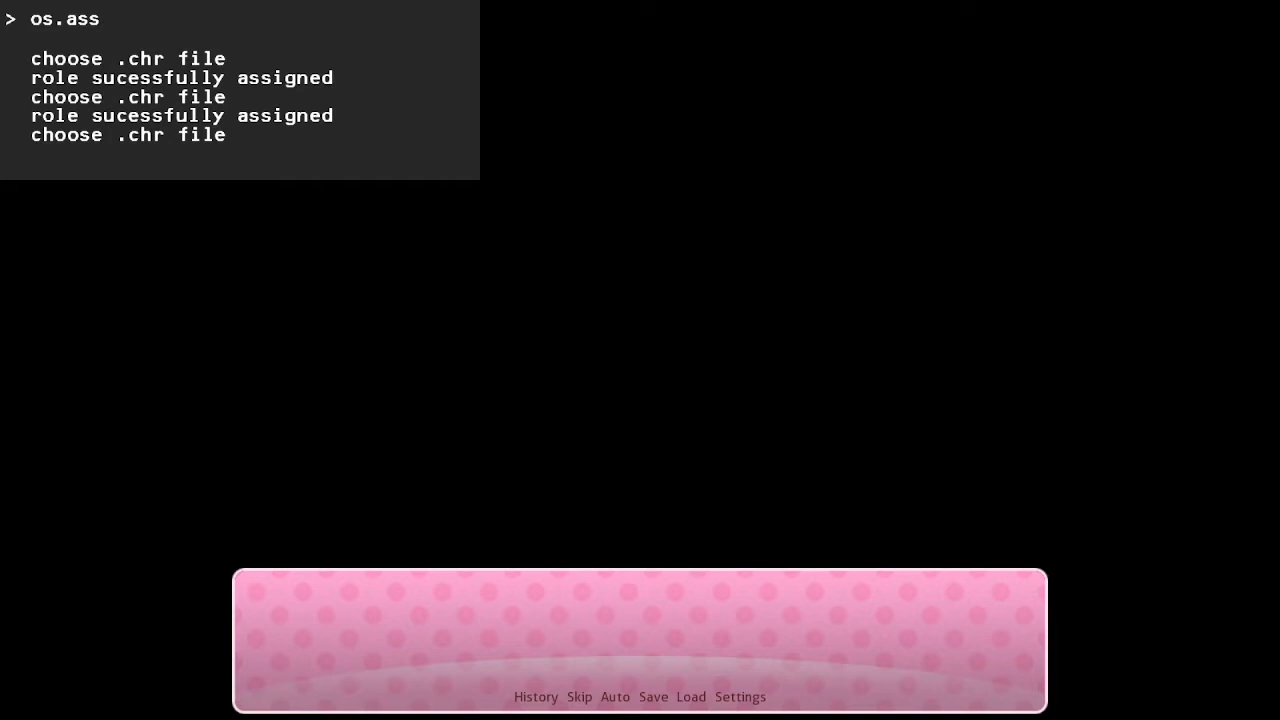 > os.ass
choose .chr file
role sucessfully assigned
choose .chr file
role sucessfully assigned
choose .chr file
History Skip Auto Save Load Settings